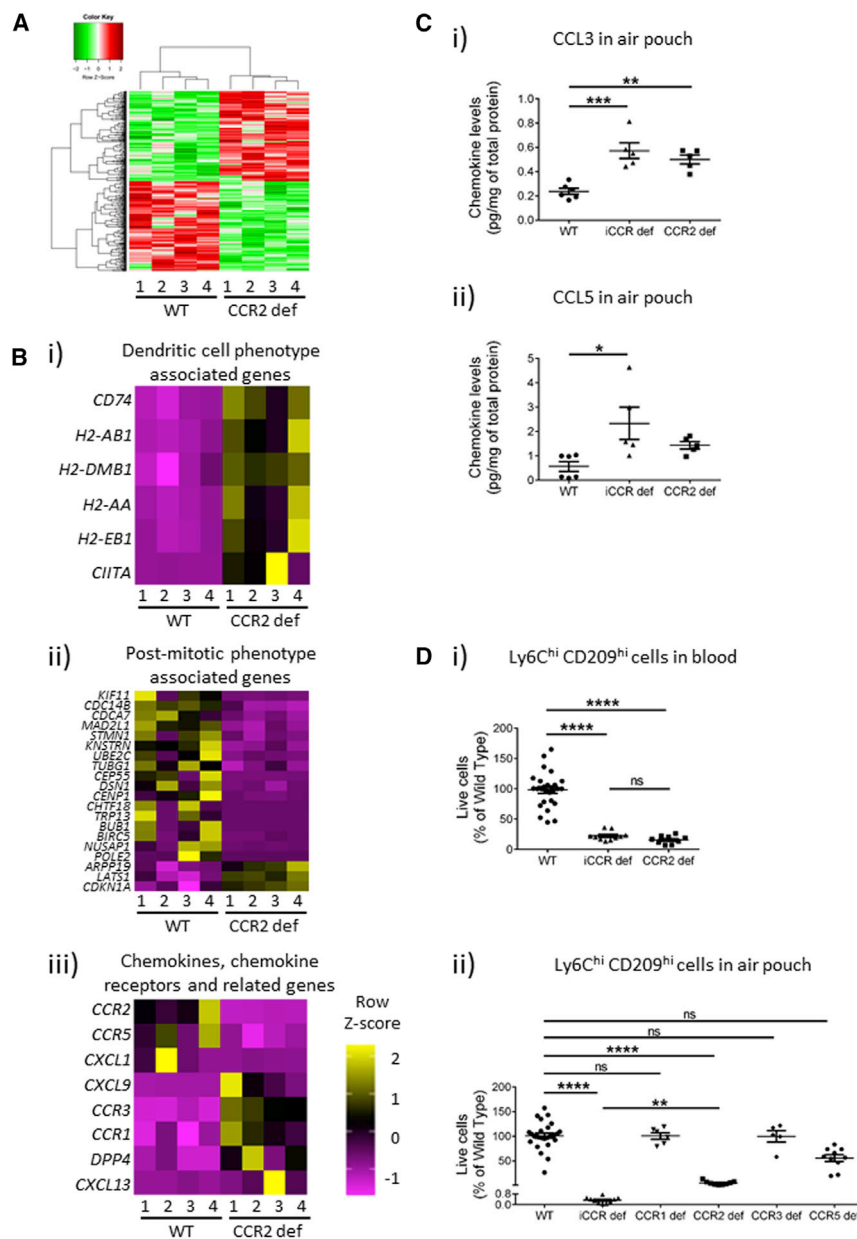 A
Color Key
-2 -1 0 1 2
Row Z-Score
1 2 3 4 1 2 3 4
WT CCR2 def
B i)
Dendritic cell phenotype
associated genes
CD74
H2-AB1
H2-DMB1
H2-AA
H2-EB1
CIITA
1 2 3 4 1 2 3 4
WT CCR2 def
ii)
Post-mitotic phenotype
associated genes
KIF11
CDC14B
CDCA7
MAD2L1
STMN1
KNSTRN
UBE2C
TUBG1
CEP55
DSN1
CENP1
CHTF18
TRP13
BUB1
BIRC5
NUSAP1
POLE2
ARPP19
LATS1
CDKN1A
1 2 3 4 1 2 3 4
WT CCR2 def
iii)
Chemokines, chemokine
receptors and related genes
CCR2
CCR5
CXCL1
CXCL9
CCR3
CCR1
DPP4
CXCL13
1 2 3 4 1 2 3 4
WT CCR2 def
Row
Z-score
2
1
0
-1
C i)
CCL3 in air pouch
**
***
Chemokine levels
(pg/mg of total protein)
1.0
0.8
0.6
0.4
0.2
0.0
WT iCCR def CCR2 def
ii)
CCL5 in air pouch
*
Chemokine levels
(pg/mg of total protein)
5
4
3
2
1
0
WT iCCR def CCR2 def
D i)
Ly6Chi CD209hi cells in blood
****
****
ns
Live cells
(% of Wild Type)
200
150
100
50
0
WT iCCR def CCR2 def
ii)
Ly6Chi CD209hi cells in air pouch
ns
ns
****
ns
****
**
Live cells
(% of Wild Type)
200
150
100
50
0.8
0.0
WT iCCR def CCR1 def CCR2 def CCR3 def CCR5 def